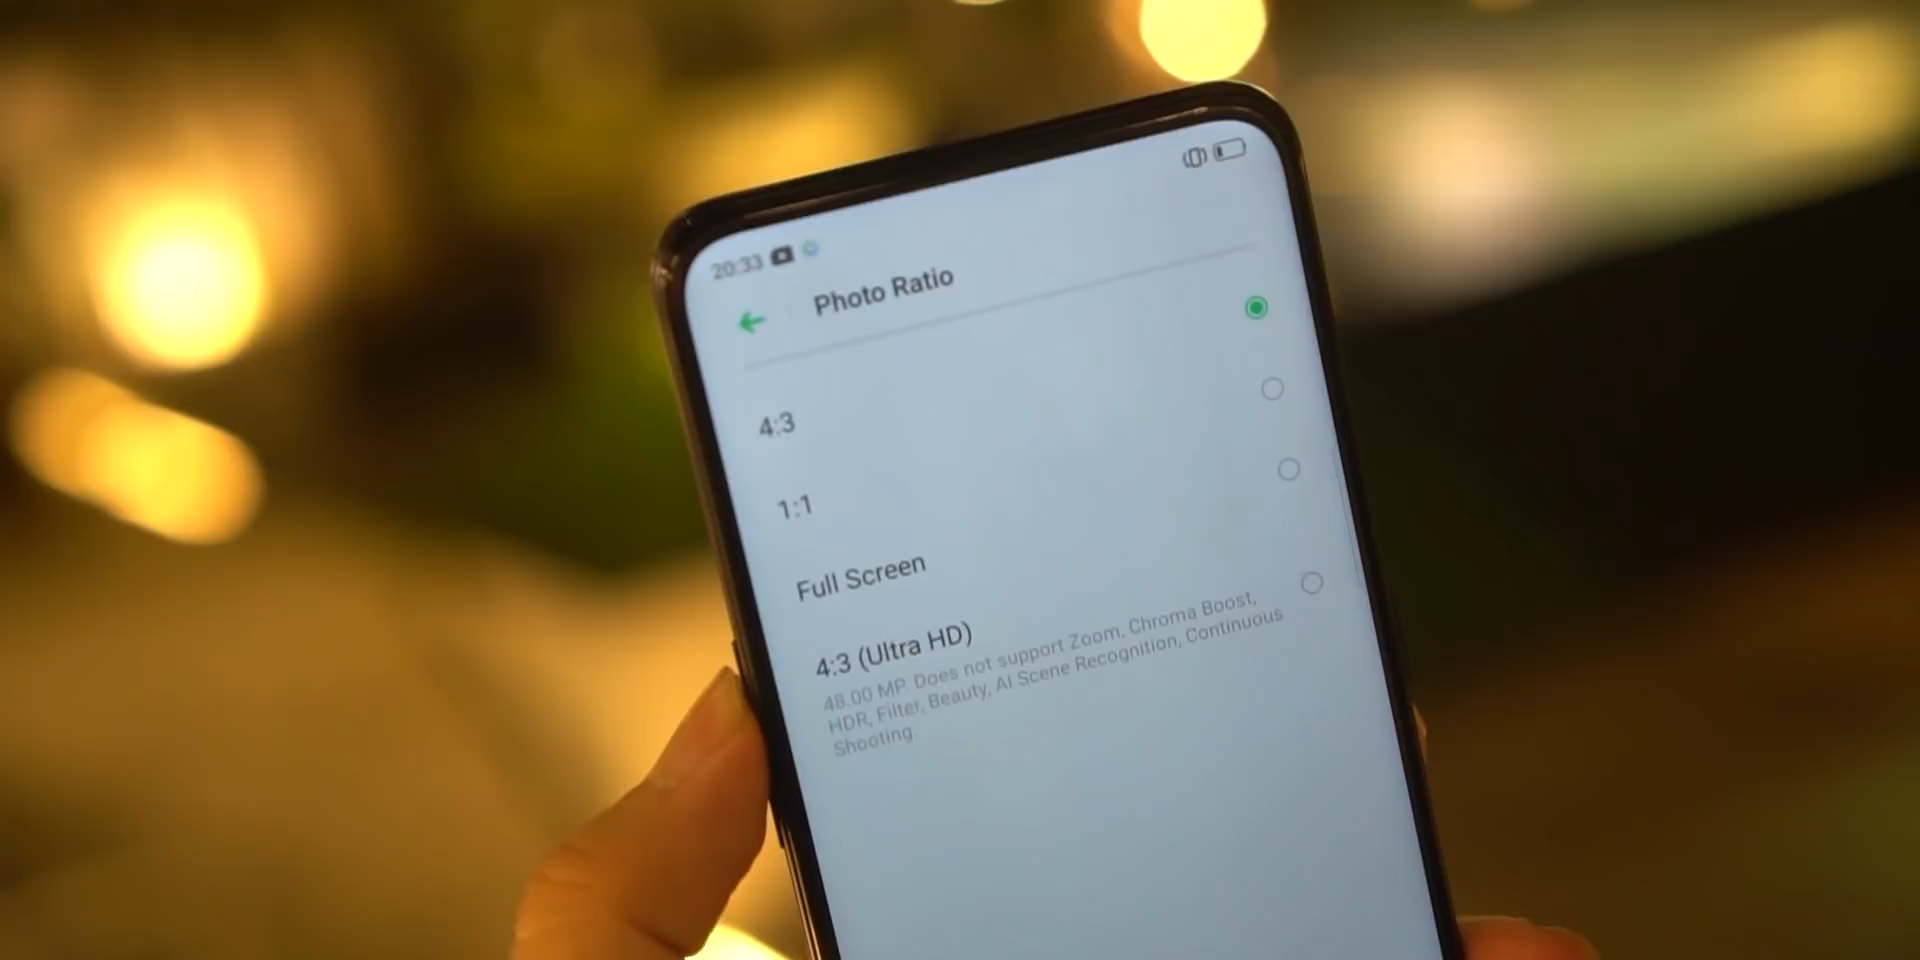 20:33
Photo Ratio
4:3
1:1
Full Screen
4:3 (Ultra HD)
48.00 MP. Does not support Zoom, Chroma Boost,
HDR, Filter, Beauty, AI Scene Recognition, Continuous
Shooting.